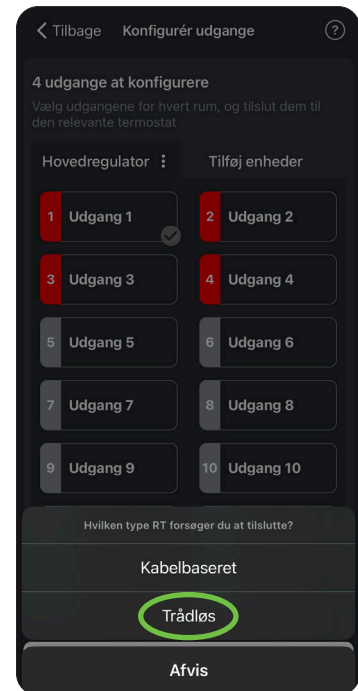 Tilbage Konfigurér udgange ?
4 udgange at konfigurere
Vælg udgangene for hvert rum, og tilslut dem til
den relevante termostat
Hovedregulator Tilføj enheder
1 Udgang 1 2 Udgang 2
3 Udgang 3 4 Udgang 4
5 Udgang 5 6 Udgang 6
7 Udgang 7 8 Udgang 8
9 Udgang 9 10 Udgang 10
Hvilken type RT forsøger du at tilslutte?
Kabelbaseret
Trådløs
Afvis